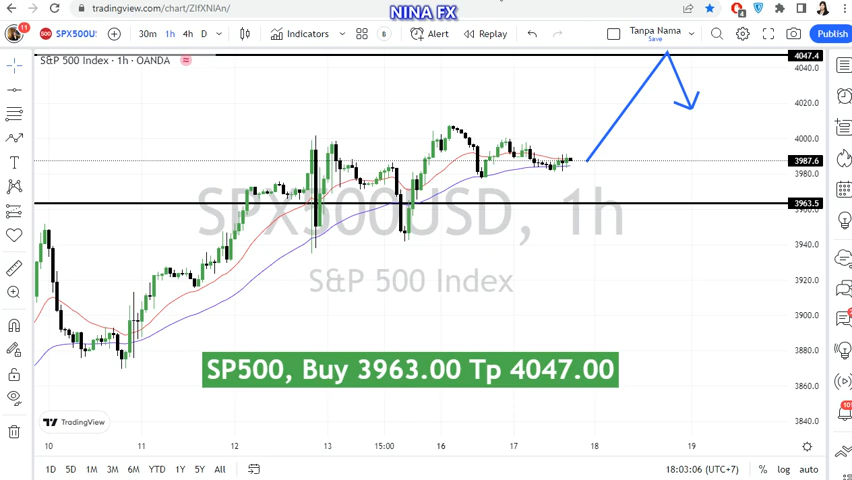 tradingview.com/chart/ZIfXNIAn/
NINA FX
11
SPX500U
30m 1h 4h D
Indicators
Alert
Replay
Tanpa Nama
Save
Publish
S&P 500 Index · 1h · OANDA
SPX500USD, 1h
S&P 500 Index
4047.4
4040.0
4020.0
4000.0
3987.6
3980.0
3963.5
3960.0
3940.0
3920.0
3900.0
3880.0
3860.0
3840.0
SP500, Buy 3963.00 Tp 4047.00
TradingView
10 11 12 13 15:00 16 17 18 19
1D 5D 1M 3M 6M YTD 1Y 5Y All
18:03:06 (UTC+7)
% log auto